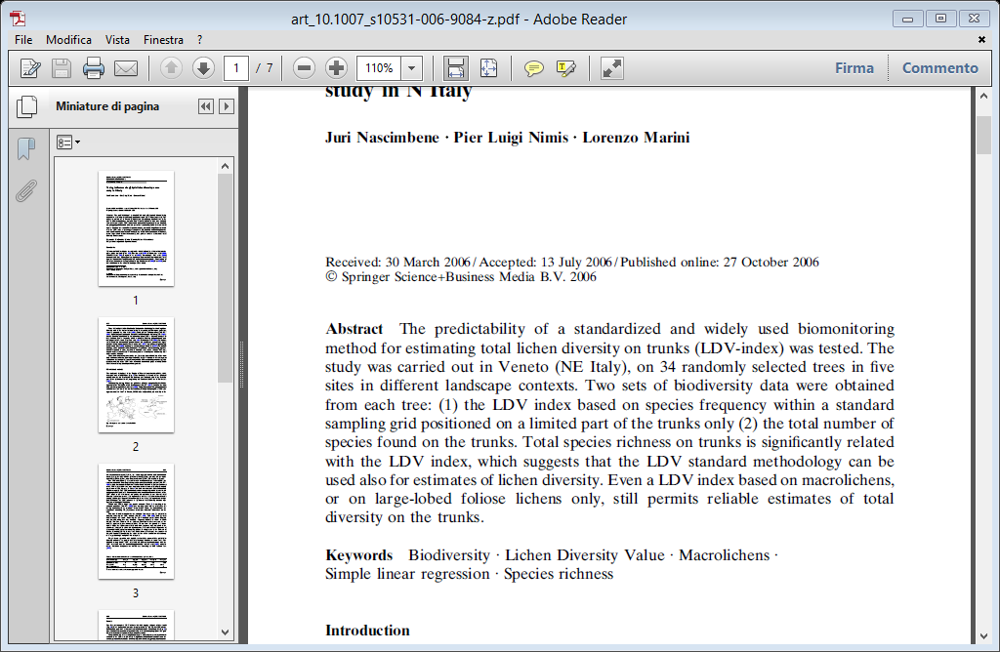 art_10.1007_s10531-006-9084-z.pdf - Adobe Reader
File Modifica Vista Finestra ?
1 / 7 110% Firma Commento
Miniature di pagina
1
2
3
study in N Italy
Juri Nascimbene · Pier Luigi Nimis · Lorenzo Marini
Received: 30 March 2006 / Accepted: 13 July 2006 / Published online: 27 October 2006
© Springer Science+Business Media B.V. 2006
Abstract The predictability of a standardized and widely used biomonitoring
method for estimating total lichen diversity on trunks (LDV-index) was tested. The
study was carried out in Veneto (NE Italy), on 34 randomly selected trees in five
sites in different landscape contexts. Two sets of biodiversity data were obtained
from each tree: (1) the LDV index based on species frequency within a standard
sampling grid positioned on a limited part of the trunks only (2) the total number of
species found on the trunks. Total species richness on trunks is significantly related
with the LDV index, which suggests that the LDV standard methodology can be
used also for estimates of lichen diversity. Even a LDV index based on macrolichens,
or on large-lobed foliose lichens only, still permits reliable estimates of total
diversity on the trunks.
Keywords Biodiversity · Lichen Diversity Value · Macrolichens ·
Simple linear regression · Species richness
Introduction